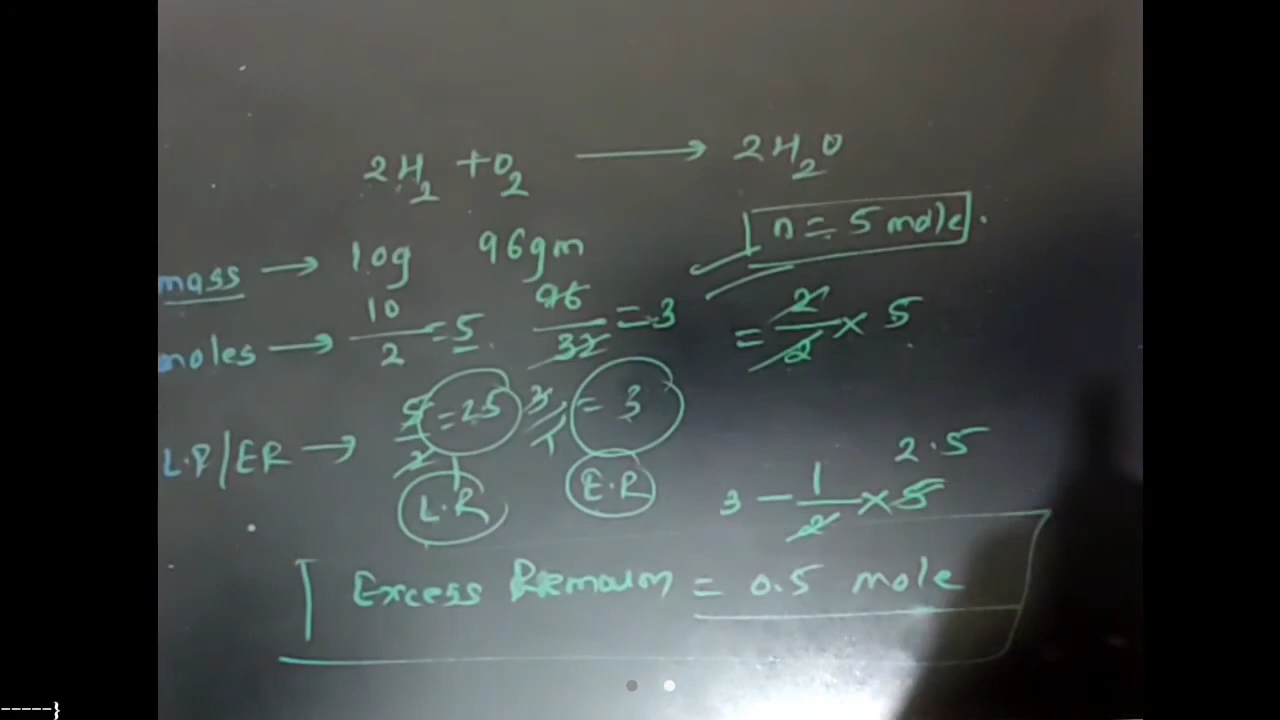 2H2 + O2 → 2H2O
n = 5 mole.
mass → 10g 96gm
moles → 10/2 = 5 96/32 = 3 = 2/2 × 5
L.R/ER → 5/2 = 2.5 3/1 = 3
L.R E.R 3 - 1/2 × 5 2.5
Excess Remain = 0.5 mole
-----}